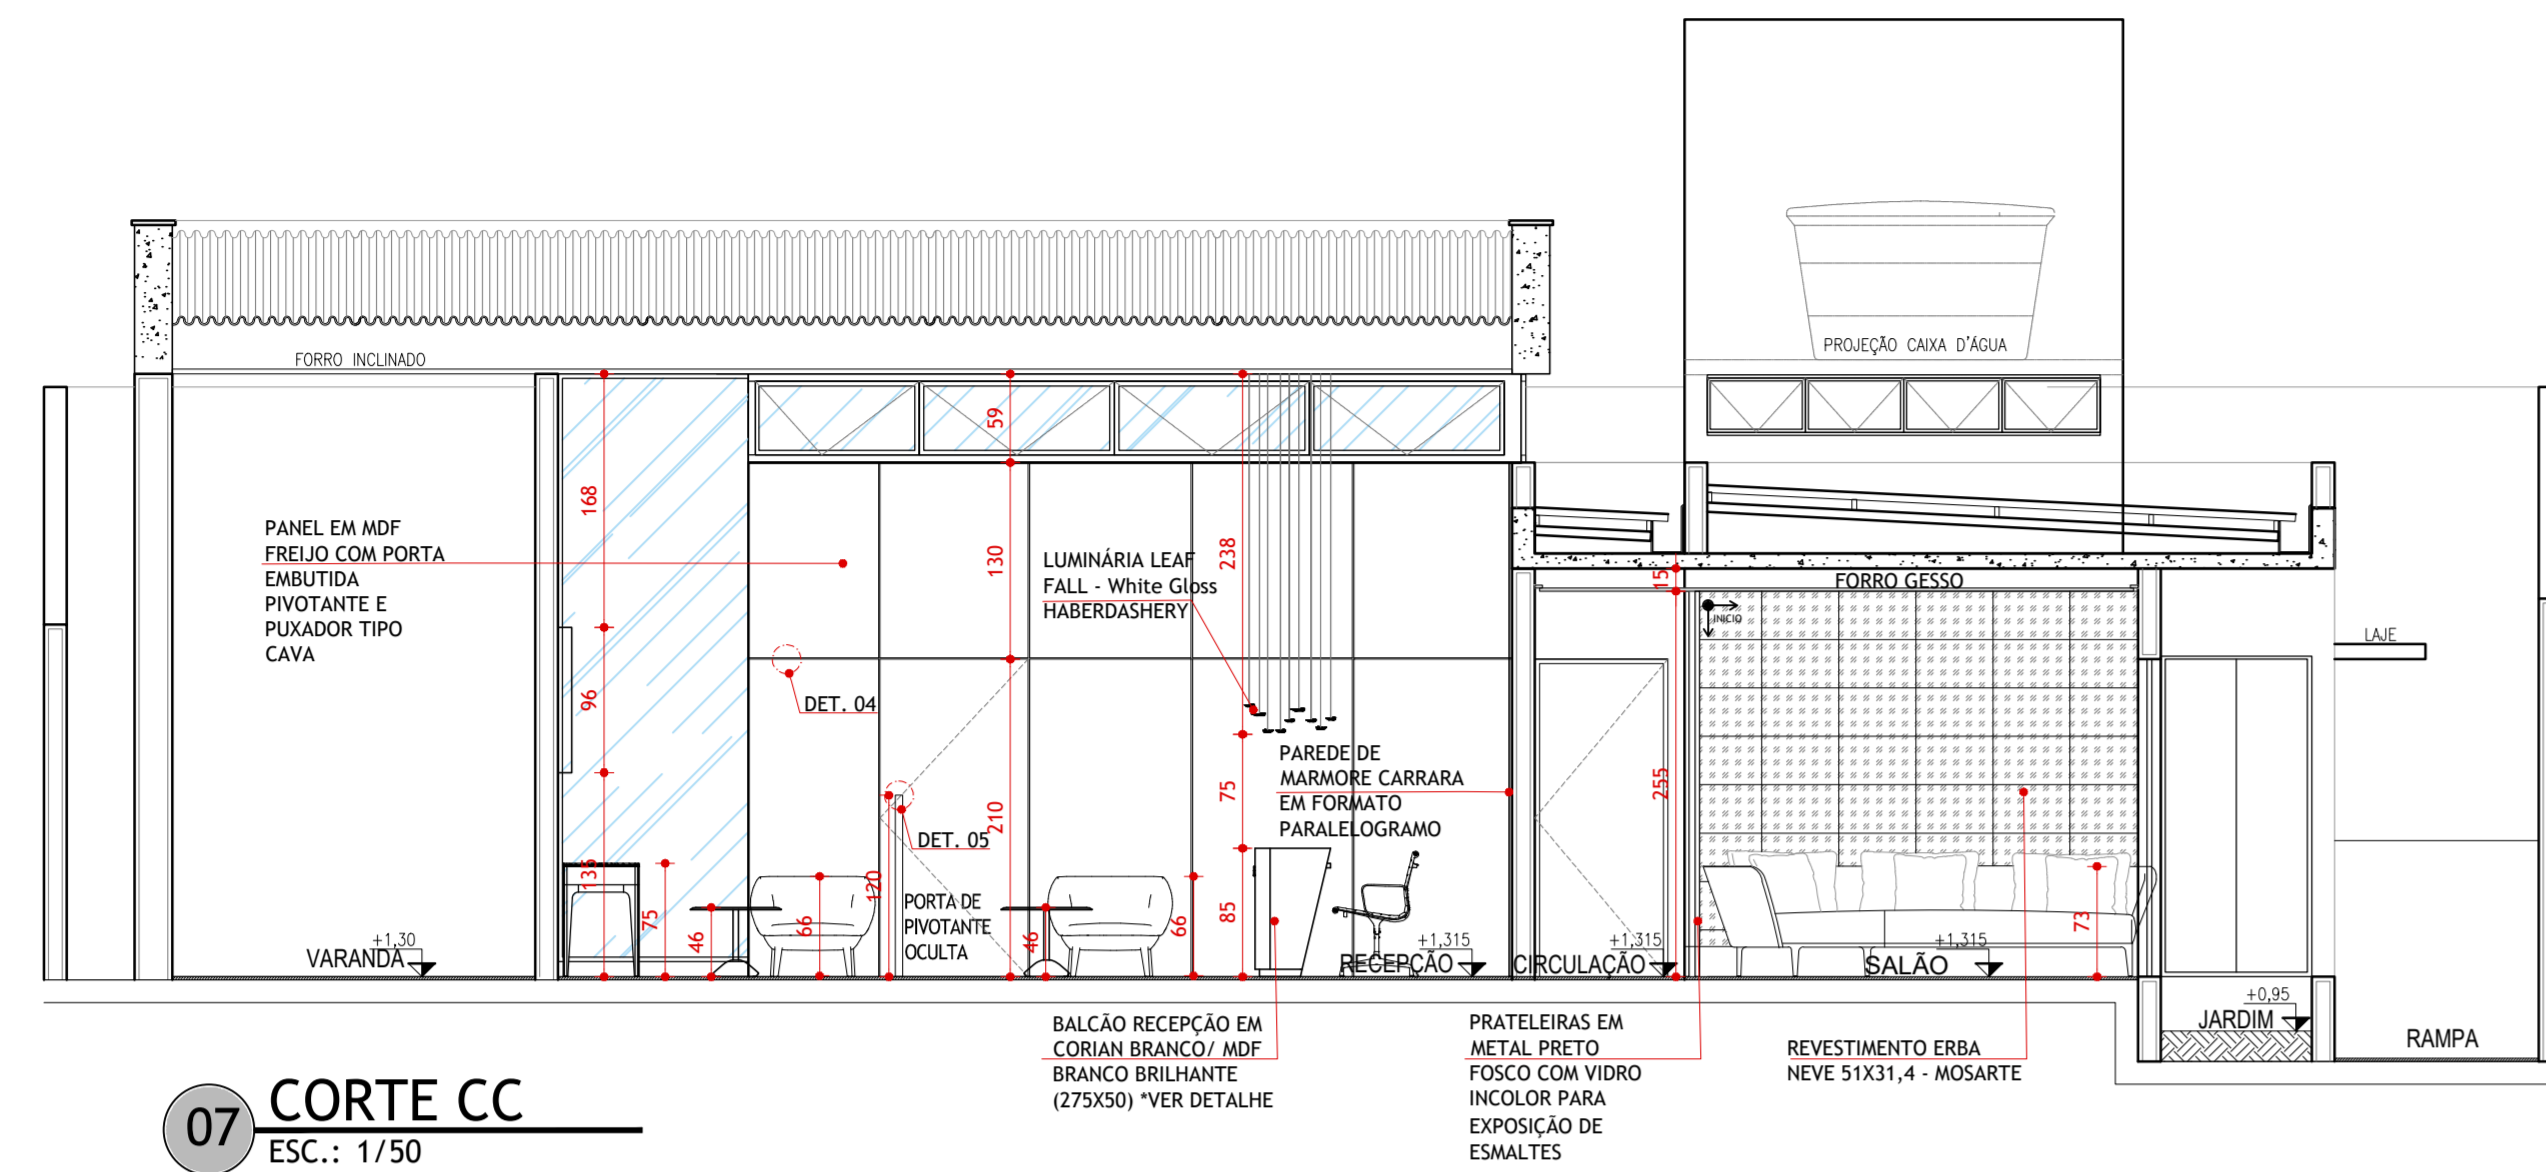 PROJEÇÃO CAIXA D'ÁGUA
FORRO INCLINADO
59
168
PANEL EM MDF
FREIJO COM PORTA
EMBUTIDA
PIVOTANTE E
PUXADOR TIPO
CAVA
130
LUMINÁRIA LEAF
FALL - White Gloss
HABERDASHERY
238
15
FORRO GESSO
INICIO
LAJE
96
DET. 04
PAREDE DE
MARMORE CARRARA
EM FORMATO
PARALELOGRAMO
75
255
210
DET. 05
135
120
75
46
66
PORTA DE
PIVOTANTE
OCULTA
46
66
85
73
VARANDA
+1,30
RECEPÇÃO
+1,315
CIRCULAÇÃO
+1,315
SALÃO
+1,315
+0,95
JARDIM
RAMPA
BALCÃO RECEPÇÃO EM
CORIAN BRANCO/ MDF
BRANCO BRILHANTE
(275X50) *VER DETALHE
PRATELEIRAS EM
METAL PRETO
FOSCO COM VIDRO
INCOLOR PARA
EXPOSIÇÃO DE
ESMALTES
REVESTIMENTO ERBA
NEVE 51X31,4 - MOSARTE
07
CORTE CC
ESC.: 1/50